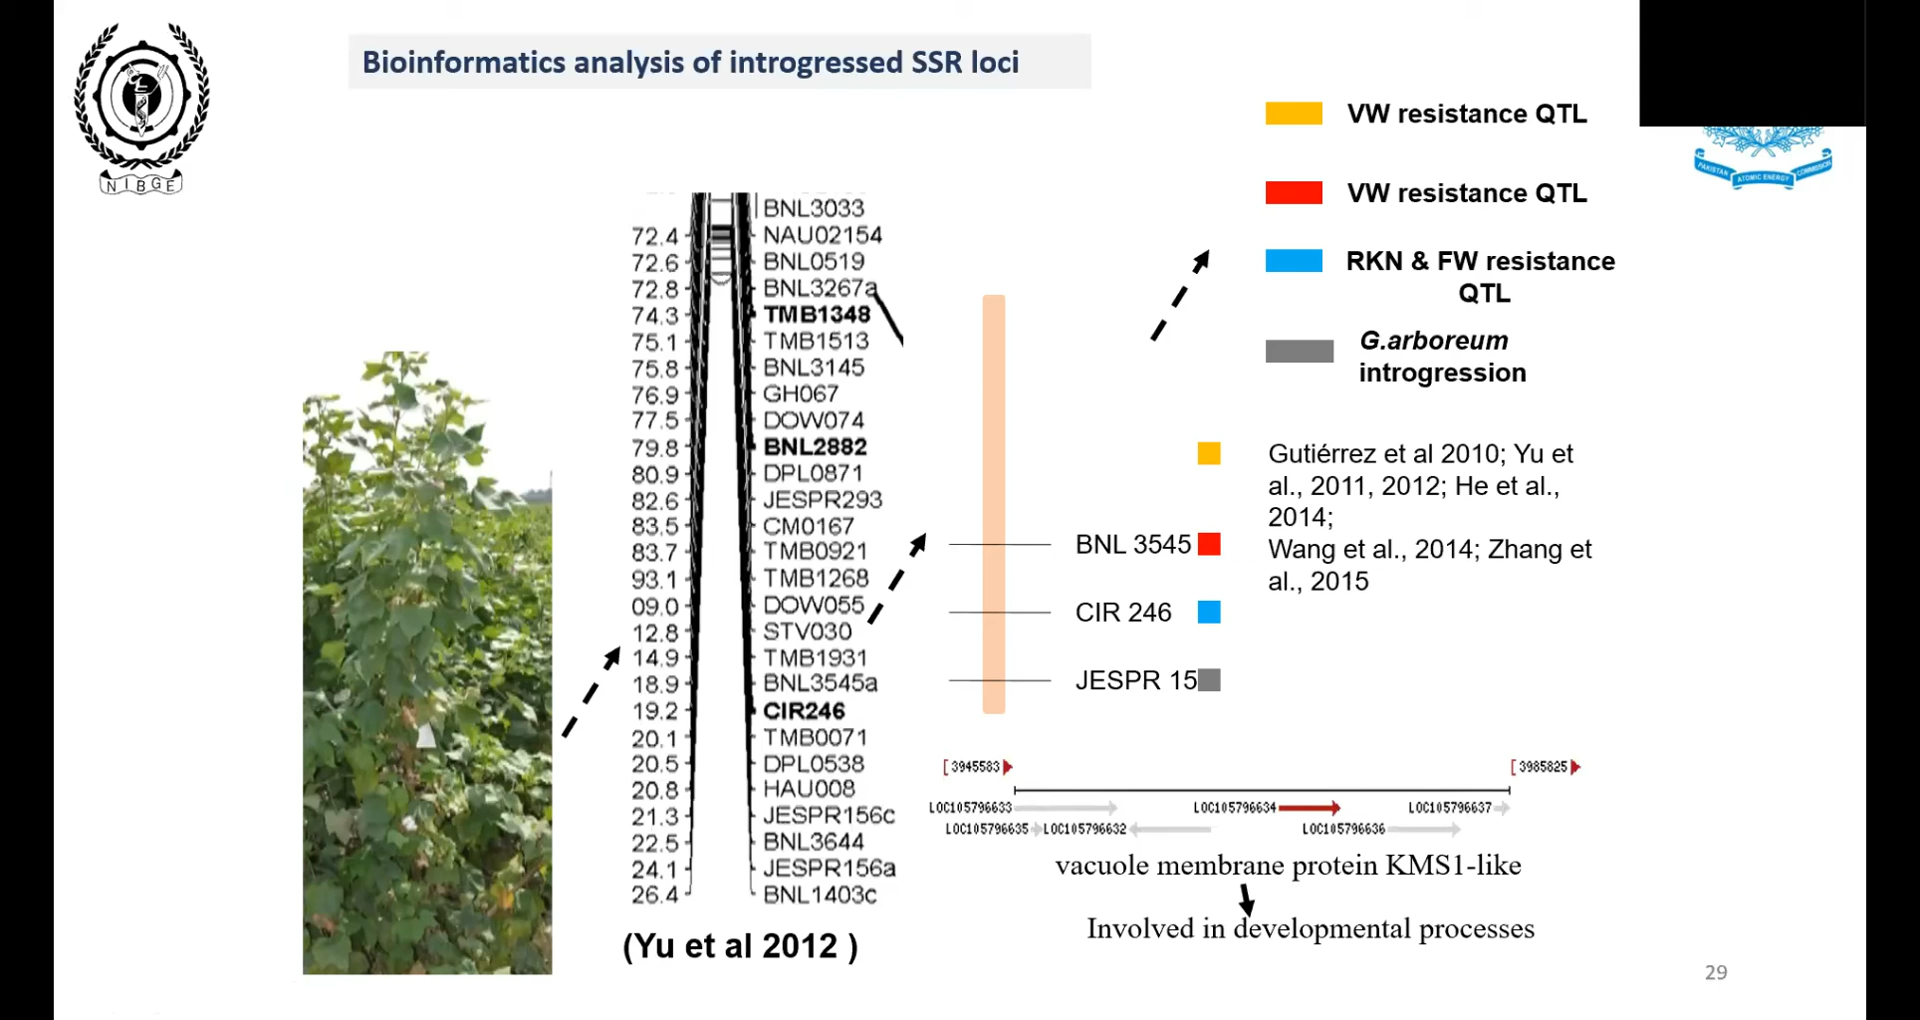 Bioinformatics analysis of introgressed SSR loci
NIBGE
PAKISTAN ATOMIC ENERGY COMMISSION
VW resistance QTL
VW resistance QTL
RKN & FW resistance
QTL
G.arboreum
introgression
BNL3033
72.4 NAU02154
72.6 BNL0519
72.8 BNL3267a
74.3 TMB1348
75.1 TMB1513
75.8 BNL3145
76.9 GH067
77.5 DOW074
79.8 BNL2882
80.9 DPL0871
82.6 JESPR293
83.5 CM0167
83.7 TMB0921
93.1 TMB1268
09.0 DOW055
12.8 STV030
14.9 TMB1931
18.9 BNL3545a
19.2 CIR246
20.1 TMB0071
20.5 DPL0538
20.8 HAU008
21.3 JESPR156c
22.5 BNL3644
24.1 JESPR156a
26.4 BNL1403c
(Yu et al 2012 )
BNL 3545
CIR 246
JESPR 15
Gutiérrez et al 2010; Yu et
al., 2011, 2012; He et al.,
2014;
Wang et al., 2014; Zhang et
al., 2015
[ 3945583
[ 3985825
LOC105796633 LOC105796634 LOC105796637
LOC105796635 LOC105796632 LOC105796636
vacuole membrane protein KMS1-like
Involved in developmental processes
29